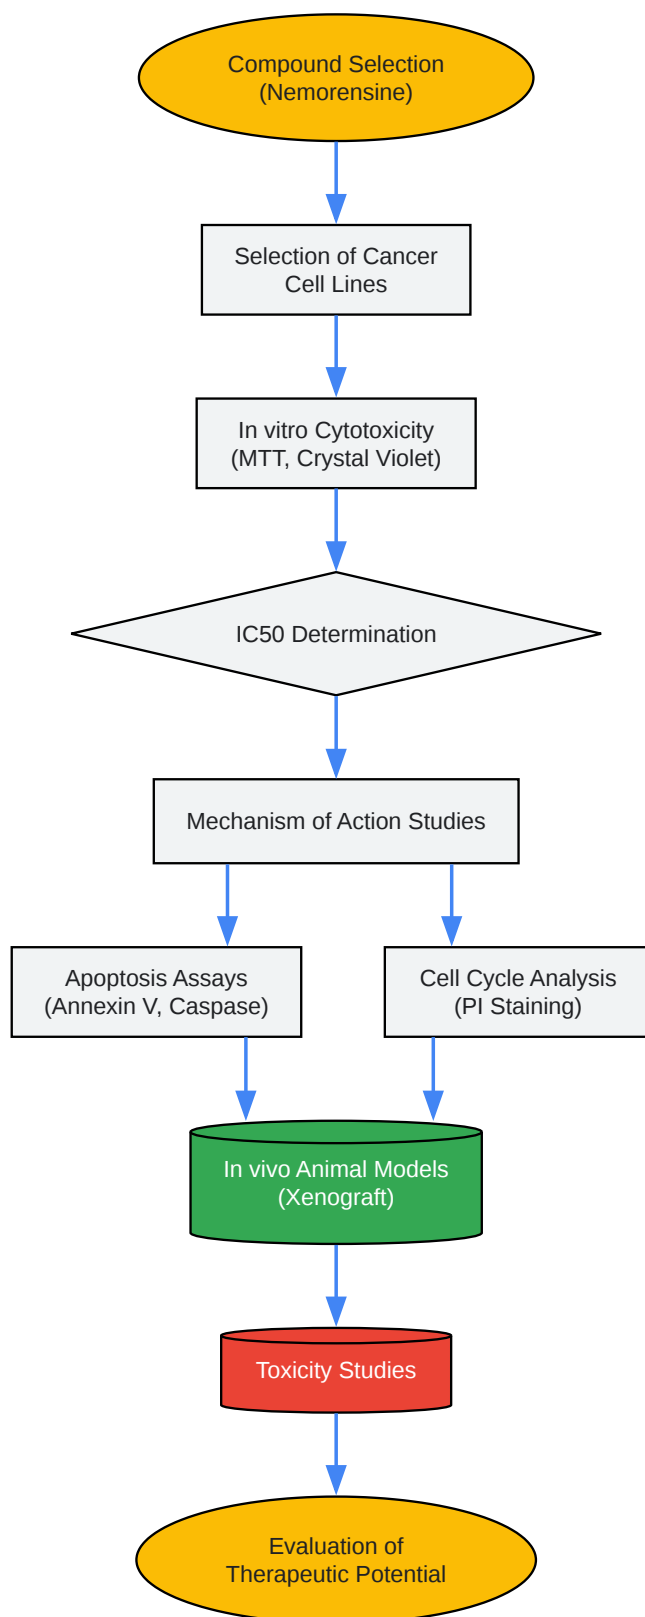 Compound Selection
(Nemorensine)
Selection of Cancer
Cell Lines
In vitro Cytotoxicity
(MTT, Crystal Violet)
IC50 Determination
Mechanism of Action Studies
Apoptosis Assays
(Annexin V, Caspase)
Cell Cycle Analysis
(PI Staining)
In vivo Animal Models
(Xenograft)
Toxicity Studies
Evaluation of
Therapeutic Potential